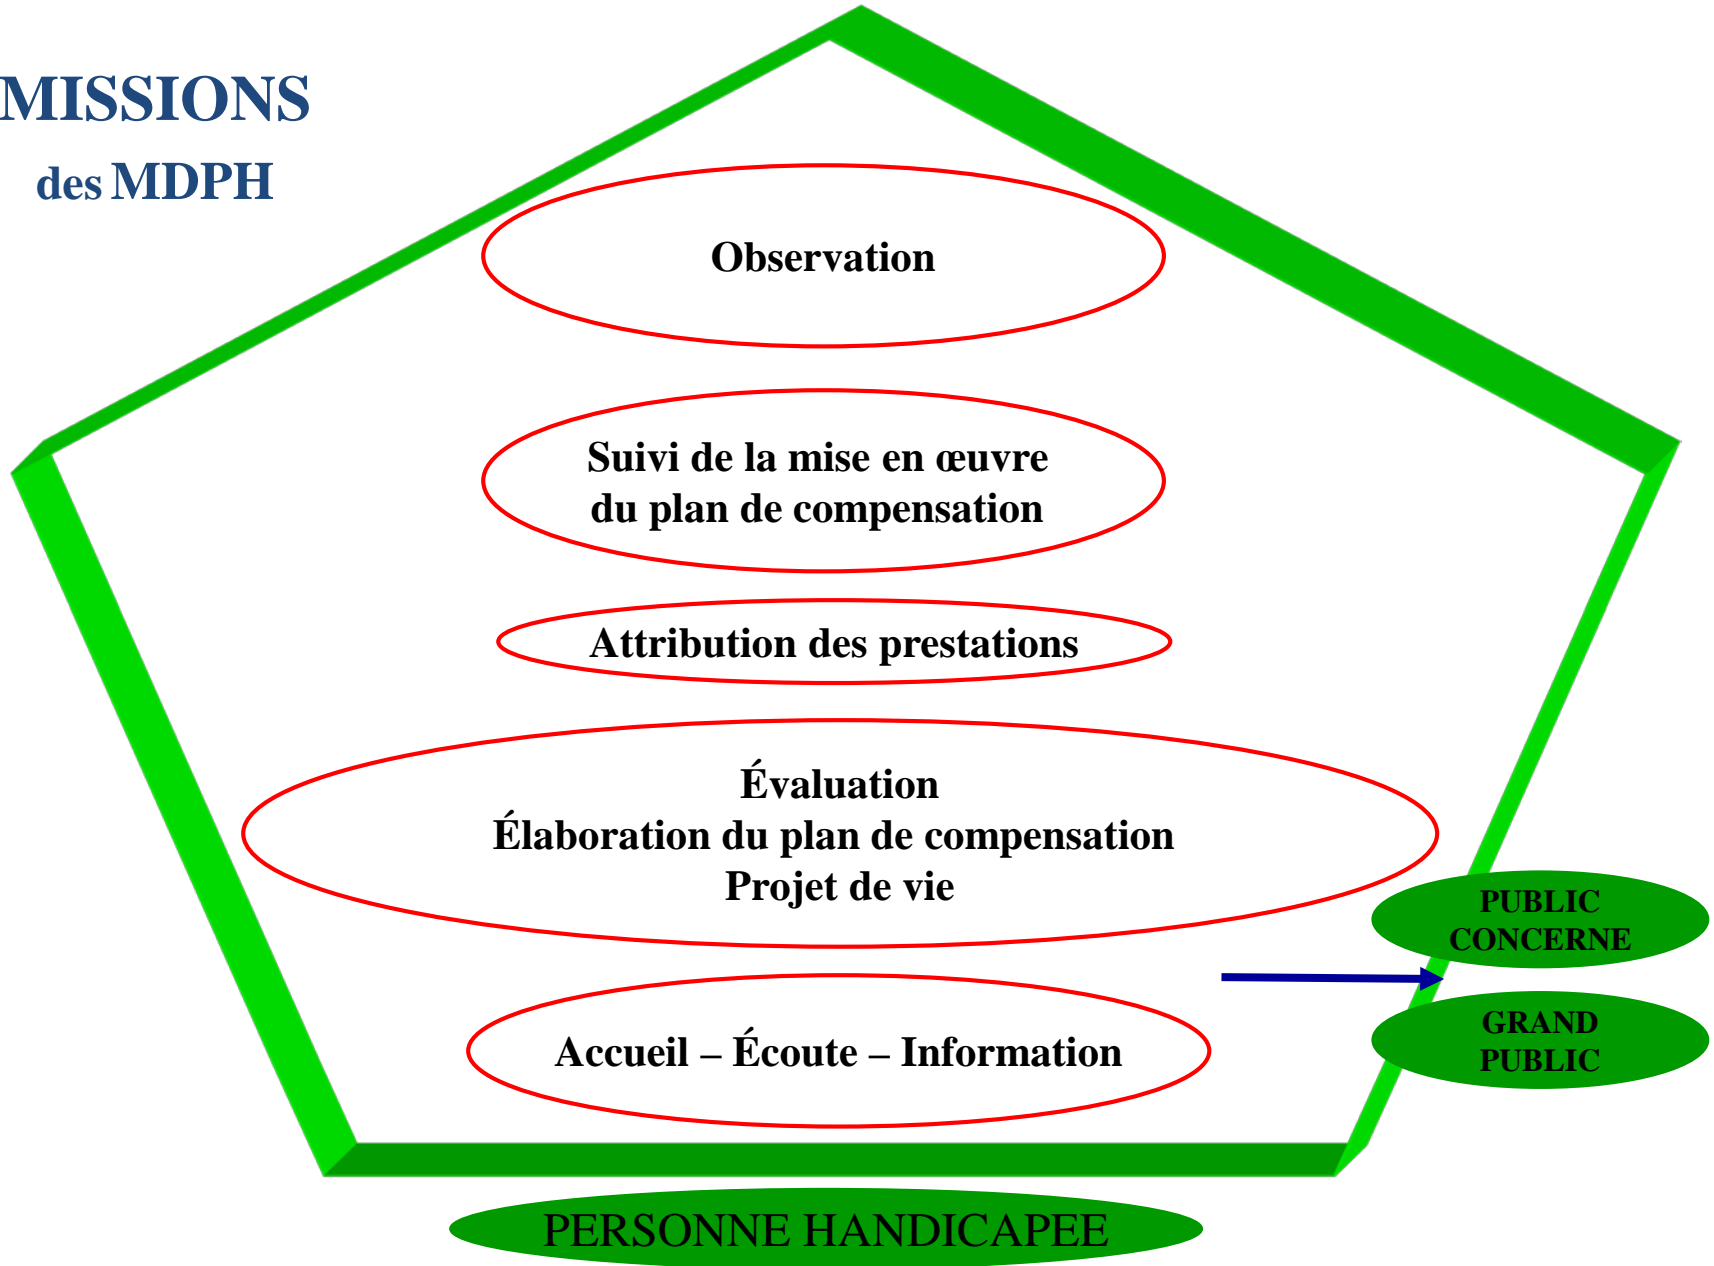 MISSIONS
des MDPH
Observation
Suivi de la mise en œuvre
du plan de compensation
Attribution des prestations
Évaluation
Élaboration du plan de compensation
Projet de vie
PUBLIC
CONCERNE
Accueil – Écoute – Information
GRAND
PUBLIC
PERSONNE HANDICAPEE